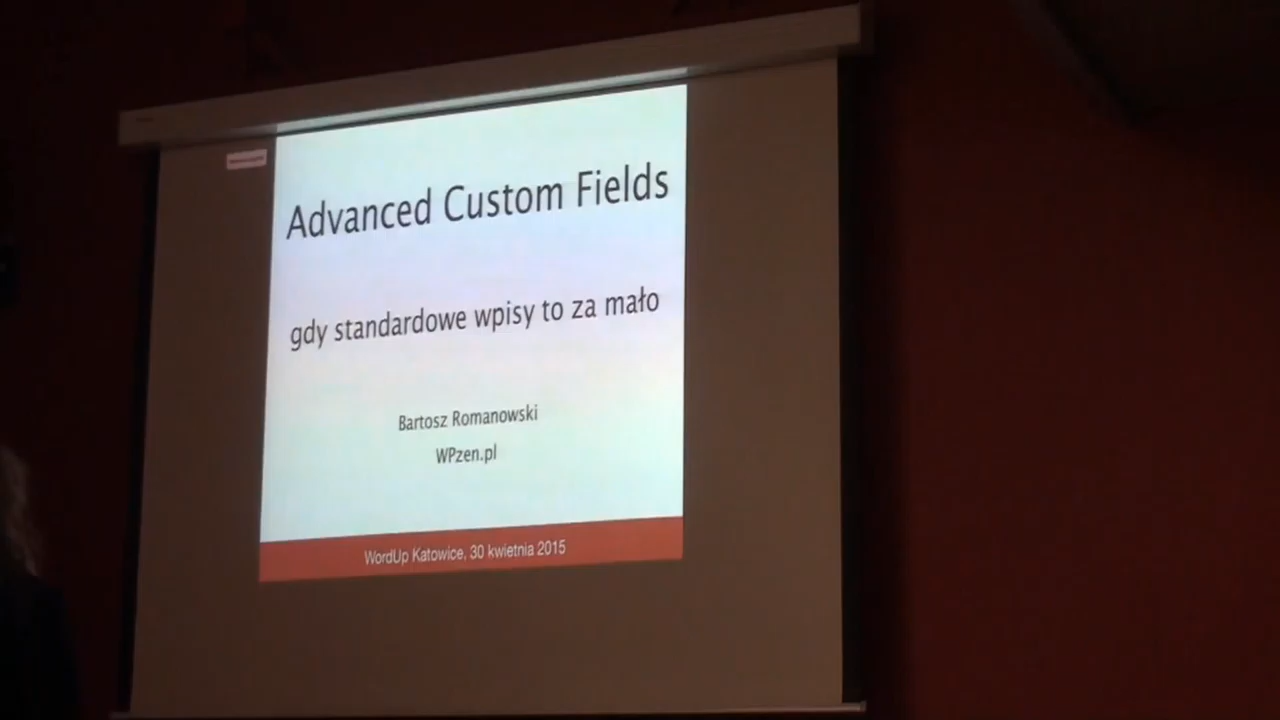 Advanced Custom Fields
gdy standardowe wpisy to za mało
Bartosz Romanowski
WPzen.pl
WordUp Katowice, 30 kwietnia 2015